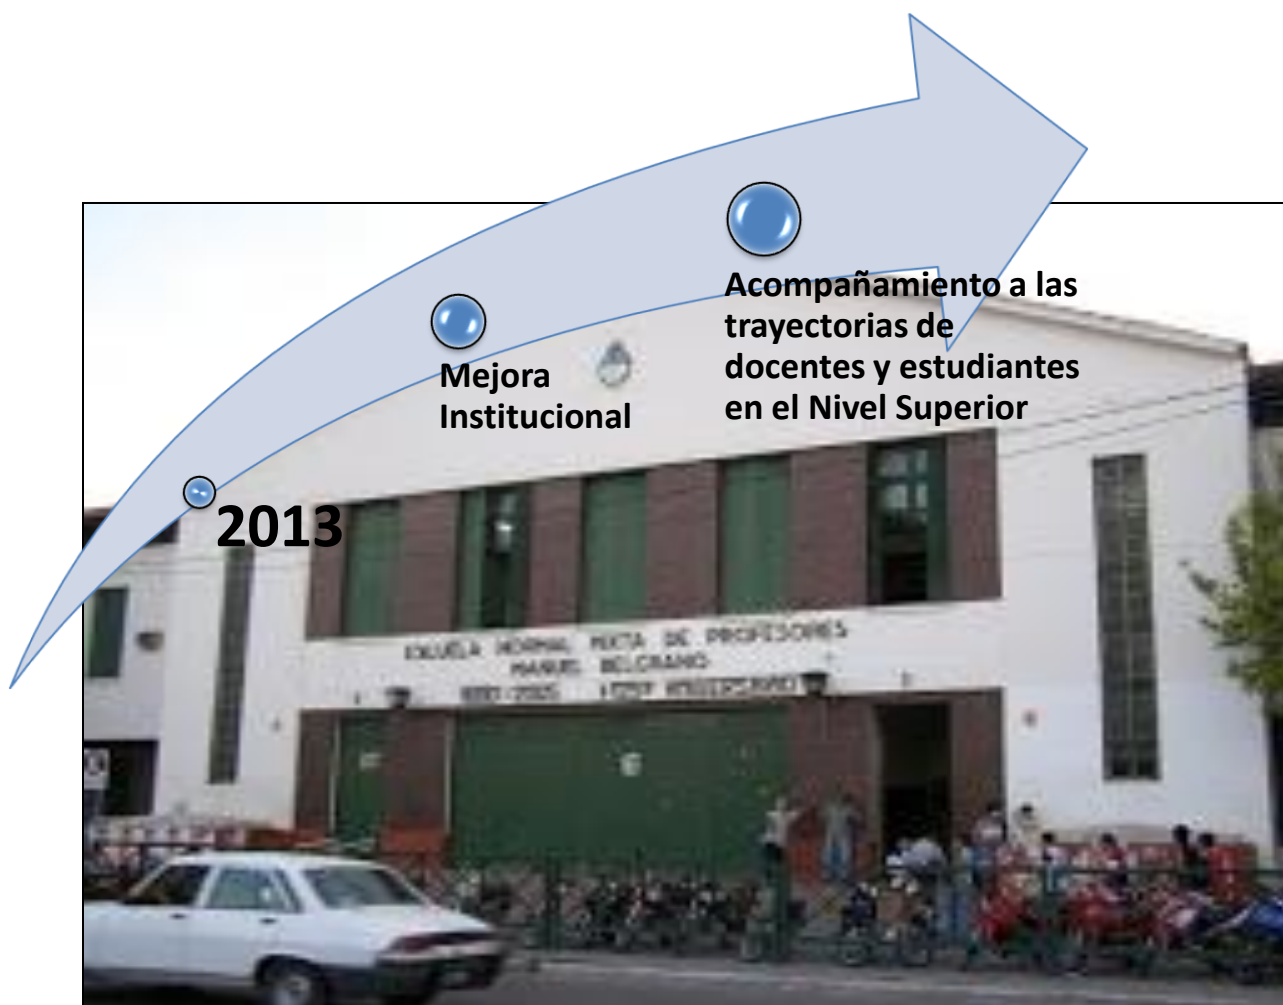 Acompañamiento a las
trayectorias de
docentes y estudiantes
en el Nivel Superior
Mejora
Institucional
2013
ESCUELA NORMAL MIXTA DE PROFESORES
MANUEL BELGRANO
ANIVERSARIO